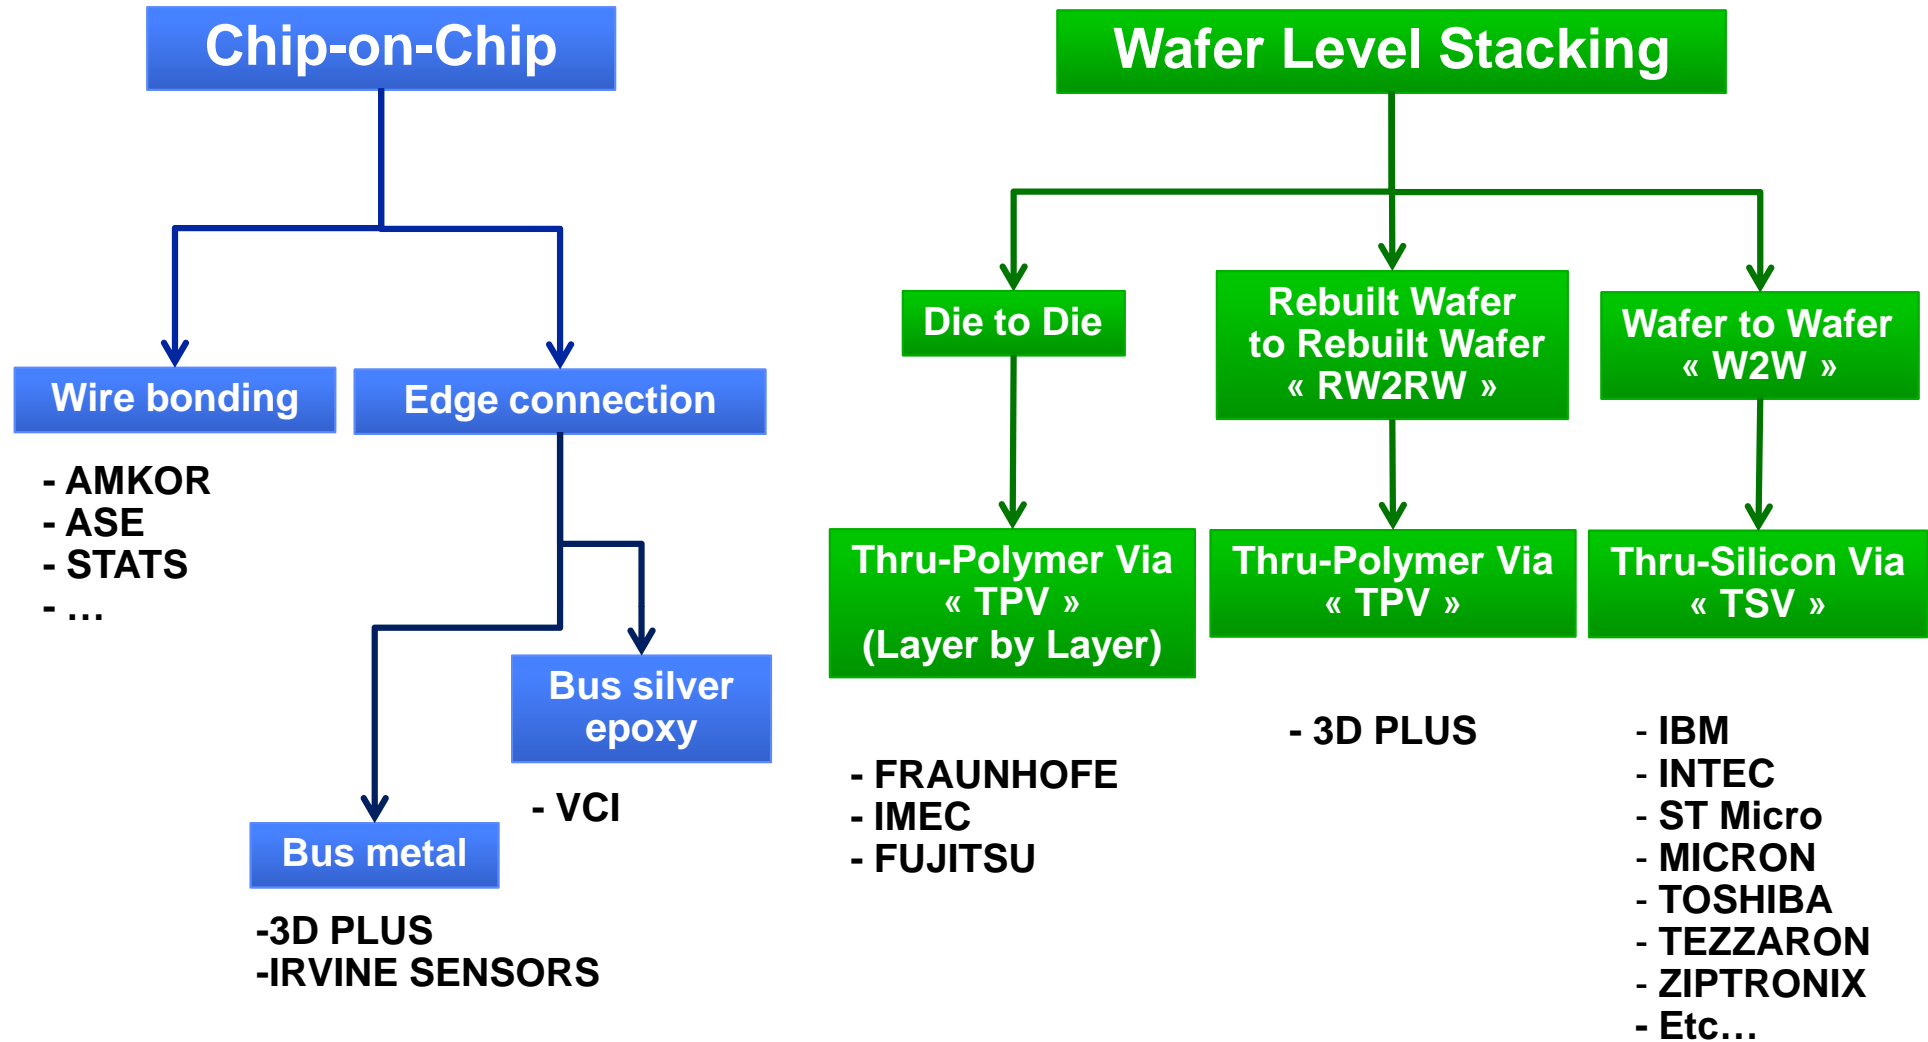 Chip-on-Chip
Wire bonding
- AMKOR
- ASE
- STATS
- …
Edge connection
Bus silver
epoxy
- VCI
Bus metal
-3D PLUS
-IRVINE SENSORS
Wafer Level Stacking
Die to Die
Thru-Polymer Via
« TPV »
(Layer by Layer)
- FRAUNHOFE
- IMEC
- FUJITSU
Rebuilt Wafer
to Rebuilt Wafer
« RW2RW »
Thru-Polymer Via
« TPV »
- 3D PLUS
Wafer to Wafer
« W2W »
Thru-Silicon Via
« TSV »
- IBM
- INTEC
- ST Micro
- MICRON
- TOSHIBA
- TEZZARON
- ZIPTRONIX
- Etc…